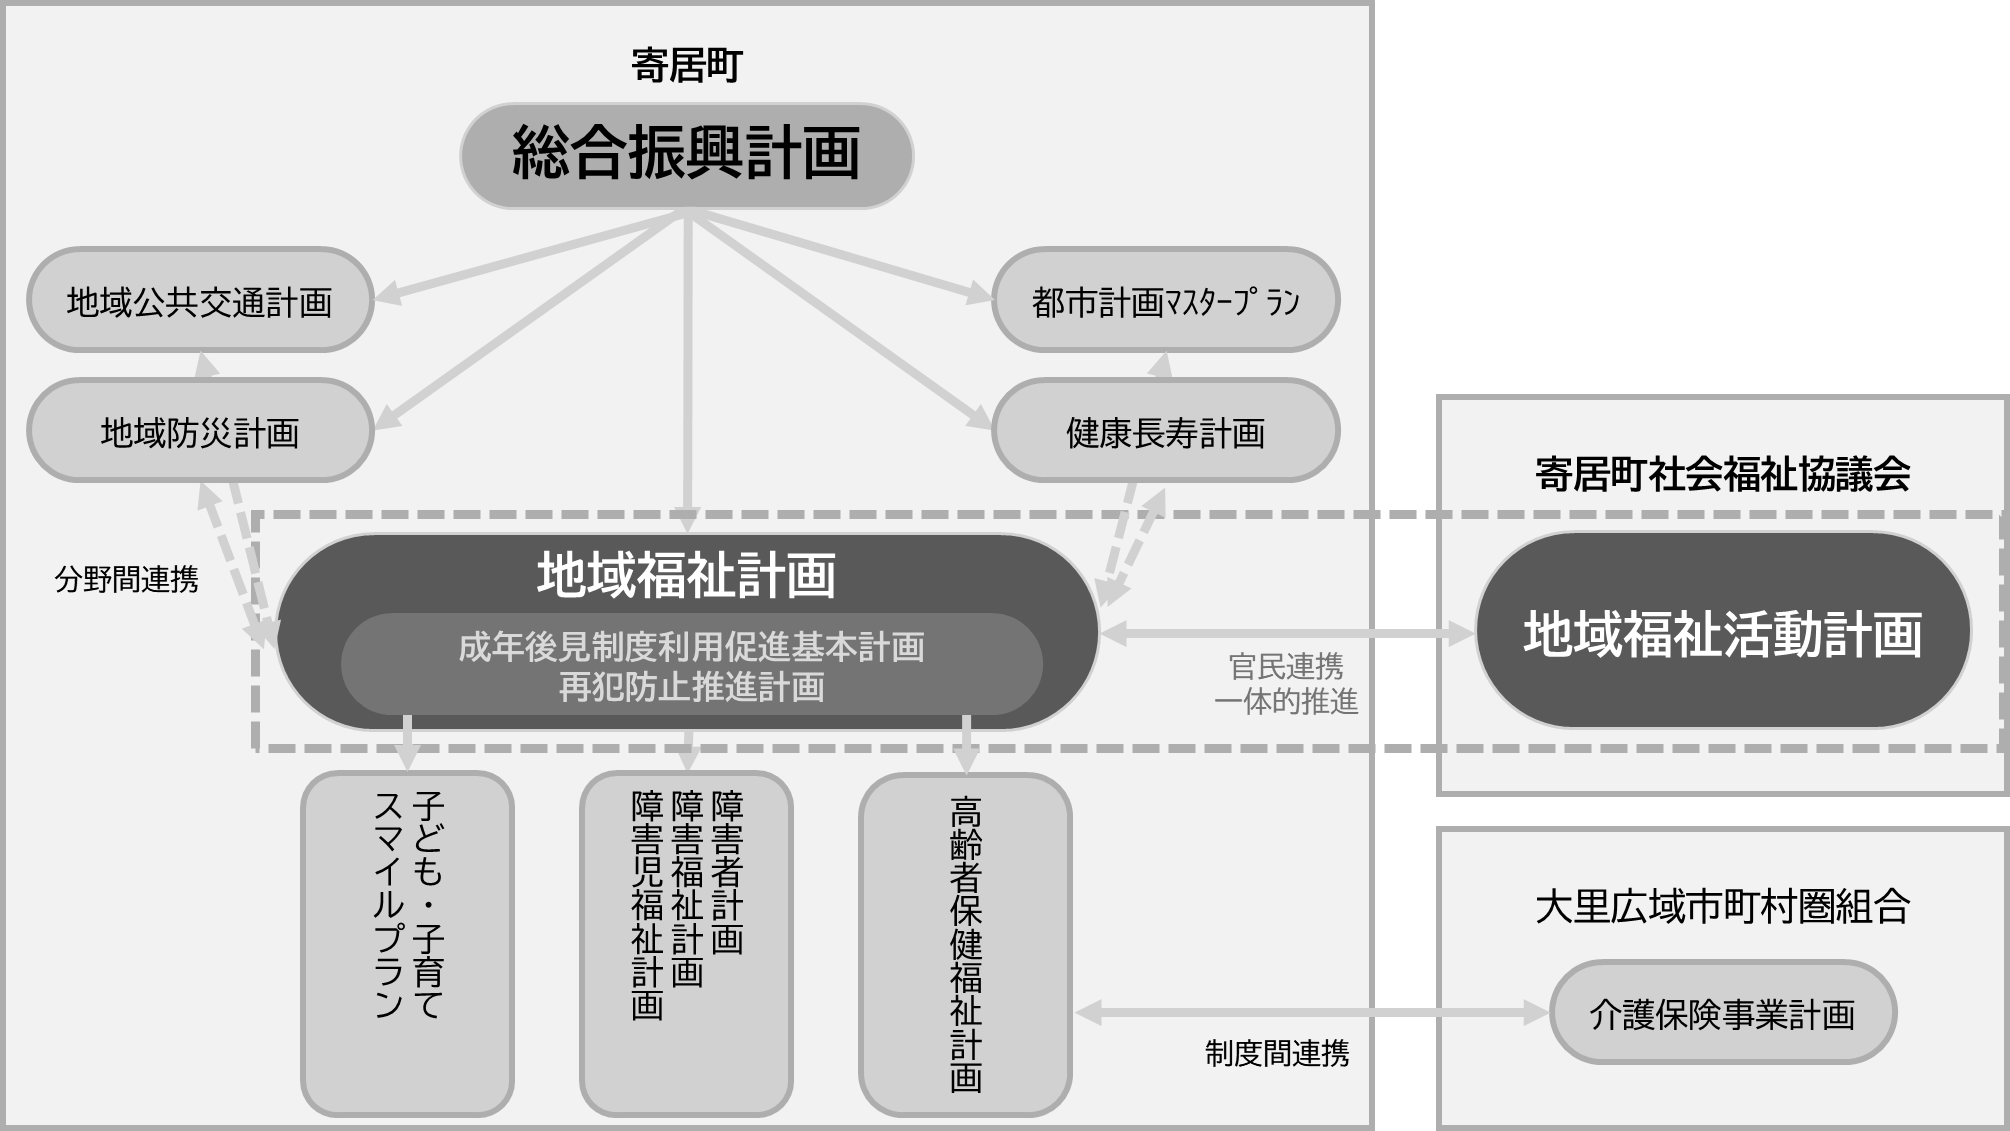 寄居町
総合振興計画
地域公共交通計画
都市計画ﾏｽﾀｰﾌﾟﾗﾝ
地域防災計画
健康長寿計画
分野間連携
地域福祉計画
成年後見制度利用促進基本計画
再犯防止推進計画
官民連携
一体的推進
寄居町社会福祉協議会
地域福祉活動計画
子ども・子育て
スマイルプラン
障害者計画
障害福祉計画
障害児福祉計画
高齢者保健福祉計画
制度間連携
大里広域市町村圏組合
介護保険事業計画